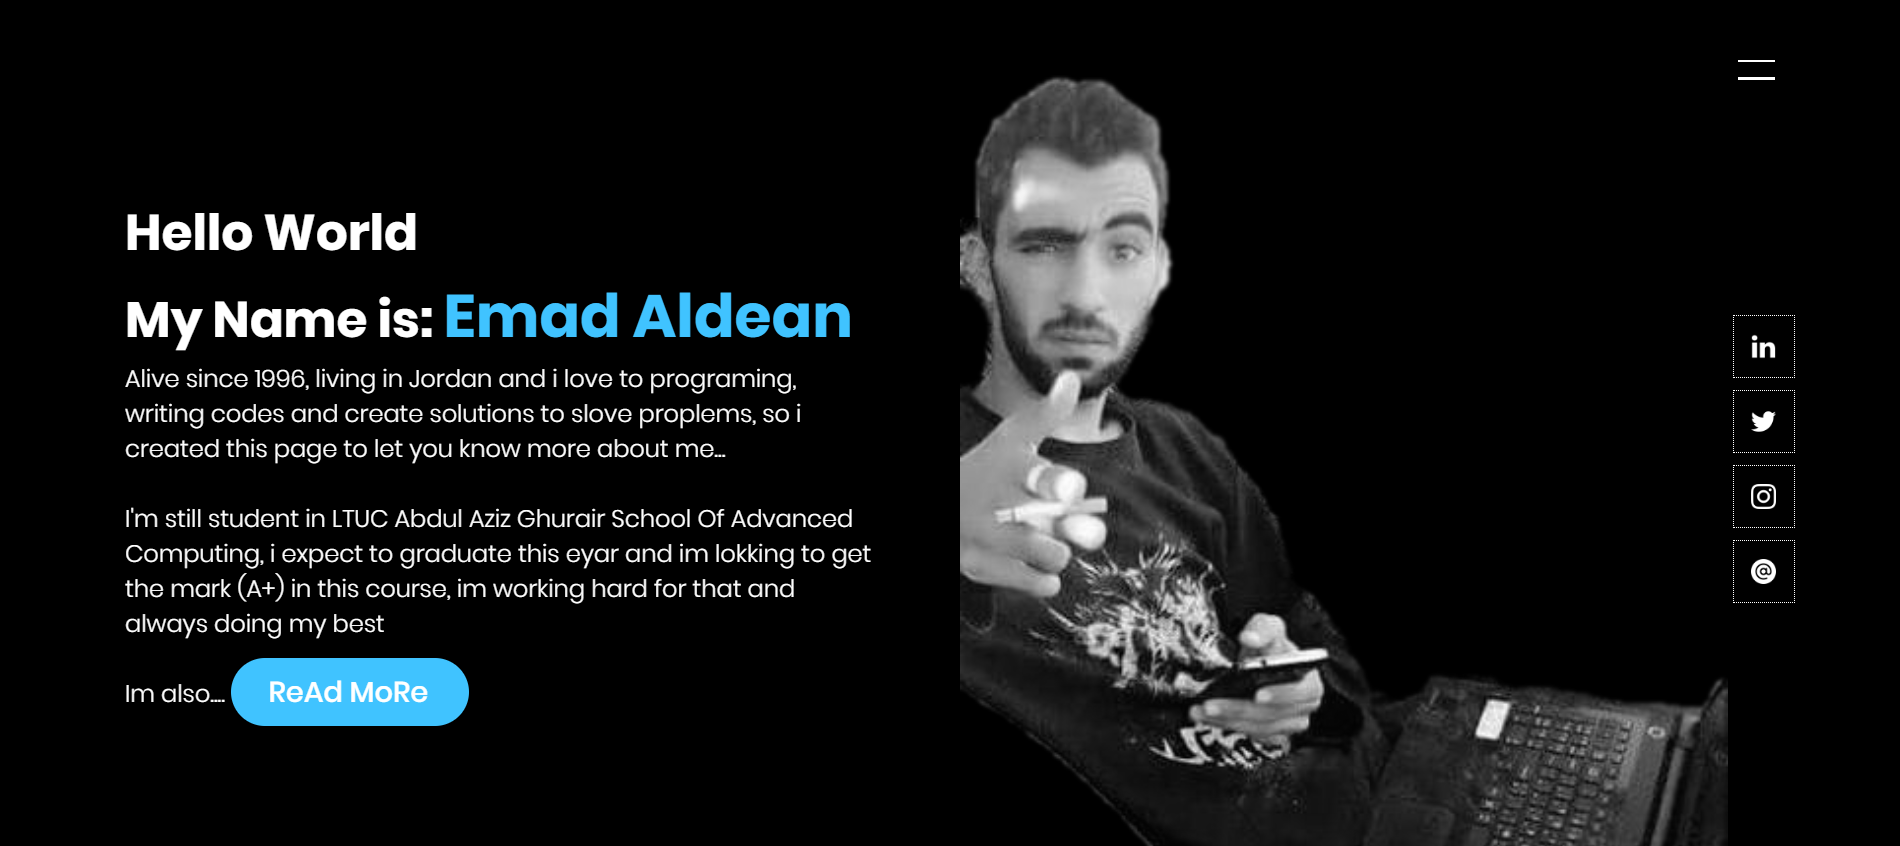 Hello World
My Name is: Emad Aldean
Alive since 1996, living in Jordan and i love to programing,
writing codes and create solutions to slove proplems, so i
created this page to let you know more about me...
I'm still student in LTUC Abdul Aziz Ghurair School Of Advanced
Computing, i expect to graduate this eyar and im lokking to get
the mark (A+) in this course, im working hard for that and
always doing my best
Im also.... ReAd MoRe